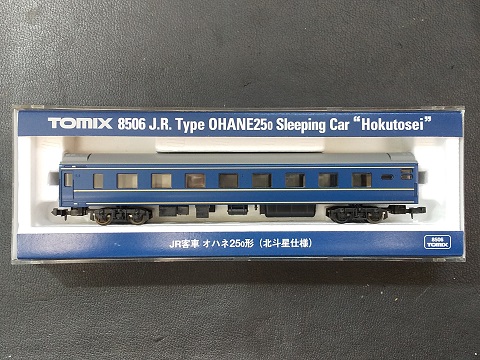 TOMIX 8506 J.R. Type OHANE25₀ Sleeping Car "Hokutosei"
JR客車 オハネ25₀形 (北斗星仕様)
8506
TOMIX